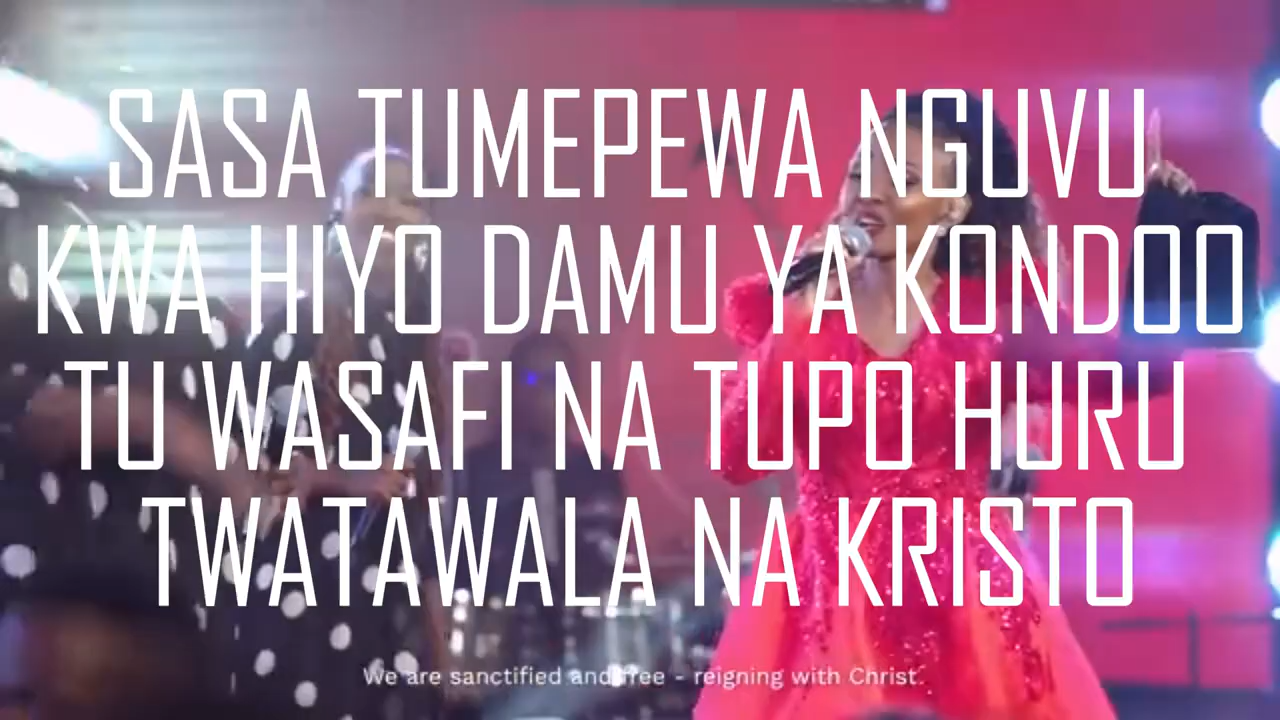 SASA TUMEPEWA NGUVU
KWA HIYO DAMU YA KONDOO
TU WASAFI NA TUPO HURU
TWATAWALA NA KRISTO
We are sanctified and free - reigning with Christ.